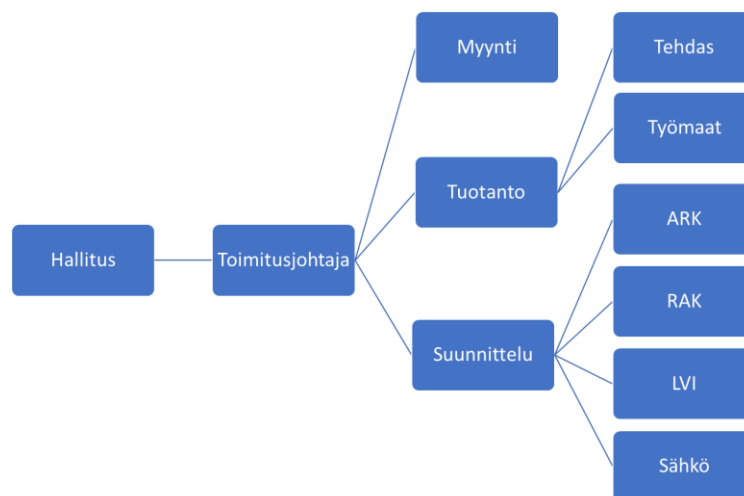 Hallitus
Toimitusjohtaja
Myynti
Tuotanto
Tehdas
Työmaat
Suunnittelu
ARK
RAK
LVI
Sähkö